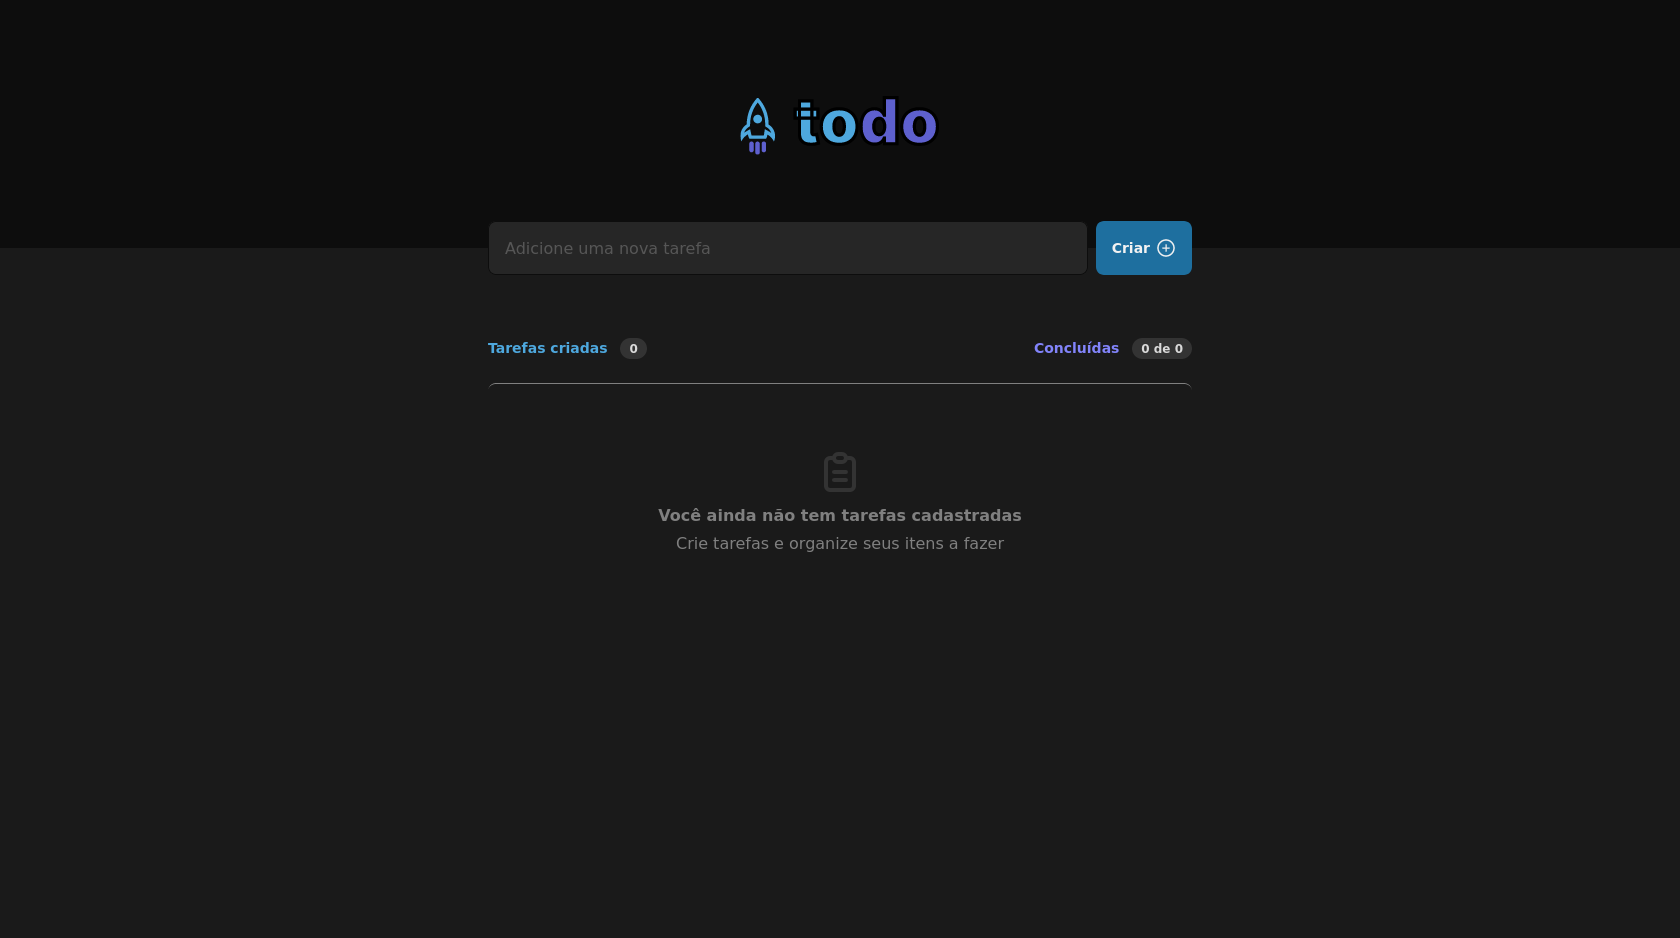 todo
Adicione uma nova tarefa
Criar
Tarefas criadas 0
Concluídas 0 de 0
Você ainda não tem tarefas cadastradas
Crie tarefas e organize seus itens a fazer